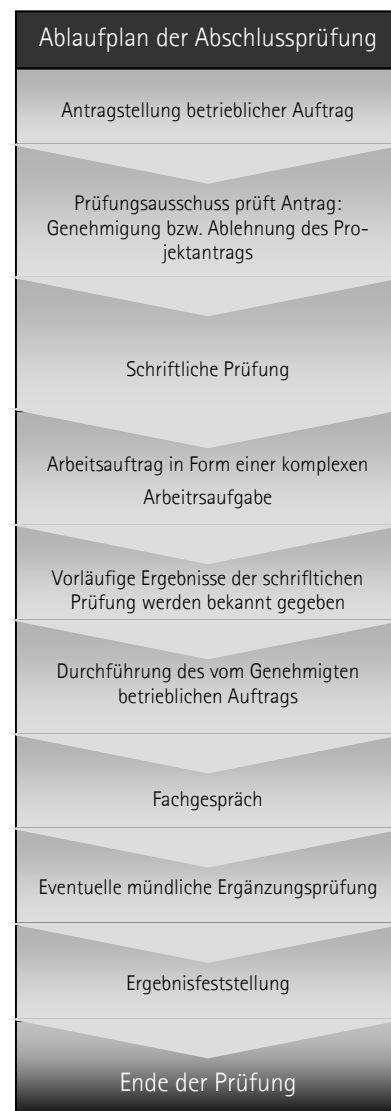 Ablaufplan der Abschlussprüfung
Antragstellung betrieblicher Auftrag
Prüfungsausschuss prüft Antrag:
Genehmigung bzw. Ablehnung des Pro-
jektantrags
Schriftliche Prüfung
Arbeitsauftrag in Form einer komplexen
Arbeitrsaufgabe
Vorläufige Ergebnisse der schrifltichen
Prüfung werden bekannt gegeben
Durchführung des vom Genehmigten
betrieblichen Auftrags
Fachgespräch
Eventuelle mündliche Ergänzungsprüfung
Ergebnisfeststellung
Ende der Prüfung